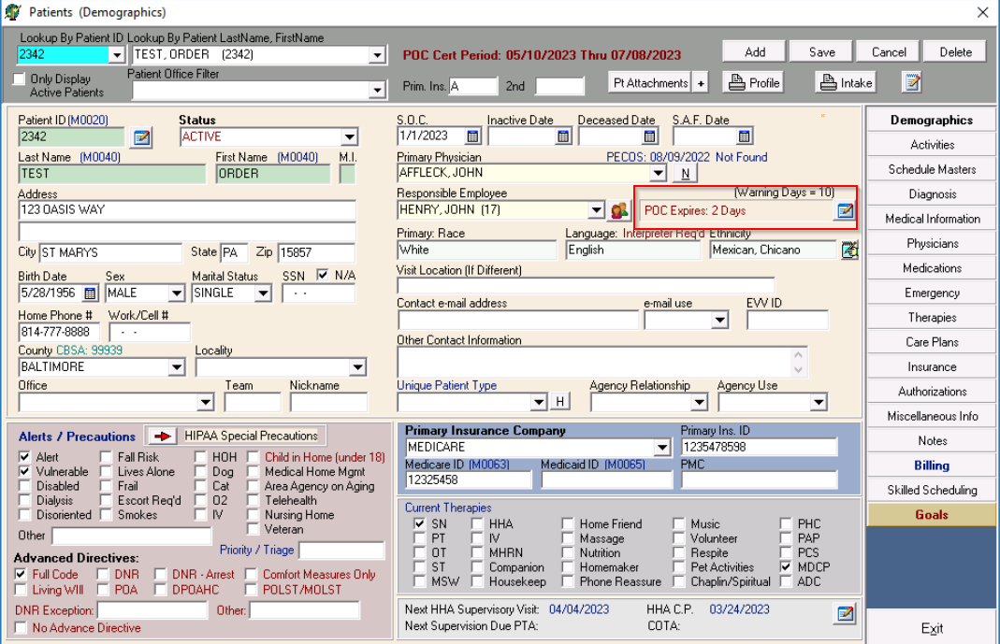 Patients (Demographics)
Lookup By Patient ID Lookup By Patient LastName, FirstName
2342 TEST, ORDER (2342)
POC Cert Period: 05/10/2023 Thru 07/08/2023
Add Save Cancel Delete
Only Display Active Patients
Patient Office Filter
Prim. Ins. A 2nd
Pt Attachments + Profile Intake
Patient ID (M0020) Status
2342 ACTIVE
Last Name (M0040) First Name (M0040) M.I.
TEST ORDER
Address
123 OASIS WAY
City ST MARYS State PA Zip 15857
Birth Date Sex Marital Status SSN N/A
5/28/1956 MALE SINGLE - -
Home Phone # Work/Cell #
814-777-8888 - -
County CBSA: 99939 Locality
BALTIMORE
Office Team Nickname
S.O.C. Inactive Date Deceased Date S.A.F. Date
1/1/2023
Primary Physician PECOS: 08/09/2022 Not Found
AFFLECK, JOHN N
Responsible Employee (Warning Days = 10)
HENRY, JOHN (17) POC Expires: 2 Days
Primary: Race Language: Interpreter Req'd Ethnicity
White English Mexican, Chicano
Visit Location (If Different)
Contact e-mail address e-mail use EVV ID
Other Contact Information
Unique Patient Type Agency Relationship Agency Use
H
Alerts / Precautions HIPAA Special Precautions
Alert Fall Risk HOH Child in Home (under 18)
Vulnerable Lives Alone Dog Medical Home Mgmt
Disabled Frail Cat Area Agency on Aging
Dialysis Escort Req'd O2 Telehealth
Disoriented Smokes IV Nursing Home
Veteran
Other
Priority / Triage
Advanced Directives:
Full Code DNR DNR - Arrest Comfort Measures Only
Living WIll POA DPOAHC POLST/MOLST
DNR Exception: Other:
No Advance Directive
Primary Insurance Company Primary Ins. ID
MEDICARE 1235478598
Medicare ID (M0063) Medicaid ID (M0065) PMC
12325458
Current Therapies
SN HHA Home Friend Music PHC
PT IV Massage Volunteer PAP
OT MHRN Nutrition Respite PCS
ST Companion Homemaker Pet Activities MDCP
MSW Housekeep Phone Reassure Chaplin/Spiritual ADC
Next HHA Supervisory Visit: 04/04/2023 HHA C.P. 03/24/2023
Next Supervision Due PTA: COTA:
Demographics
Activities
Schedule Masters
Diagnosis
Medical Information
Physicians
Medications
Emergency
Therapies
Care Plans
Insurance
Authorizations
Miscellaneous Info
Notes
Billing
Skilled Scheduling
Goals
Exit